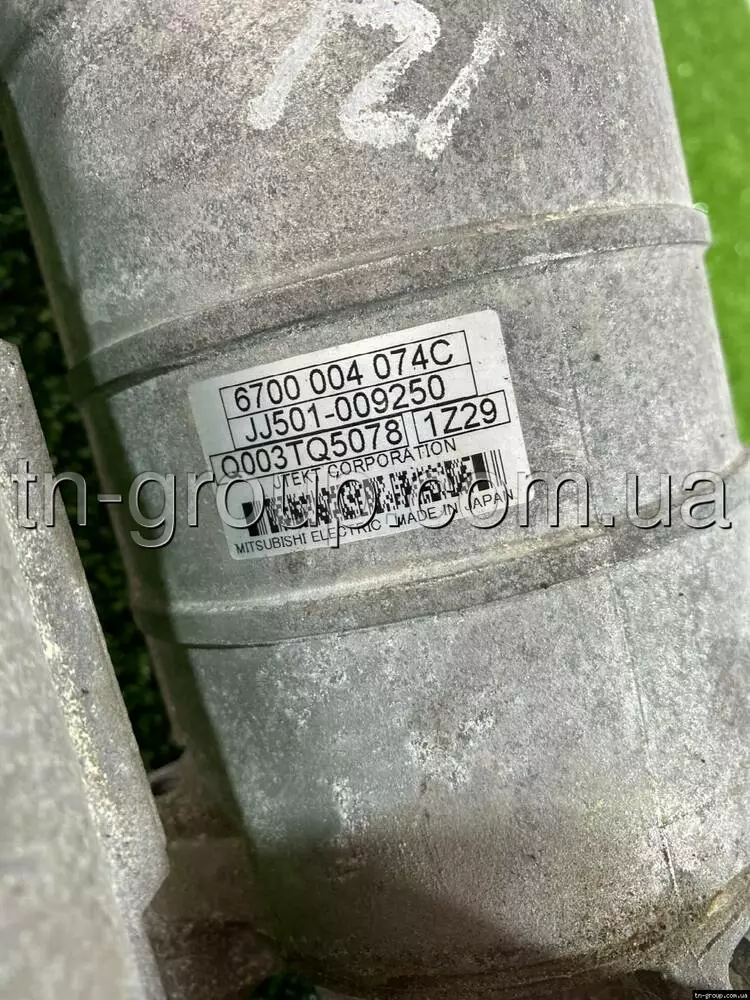 121
6700 004 074C
JJ501-009250
Q003TQ5078 1Z29
JTEKT CORPORATION
MITSUBISHI ELECTRIC MADE IN JAPAN
tn-group.com.ua
tn-group.com.ua